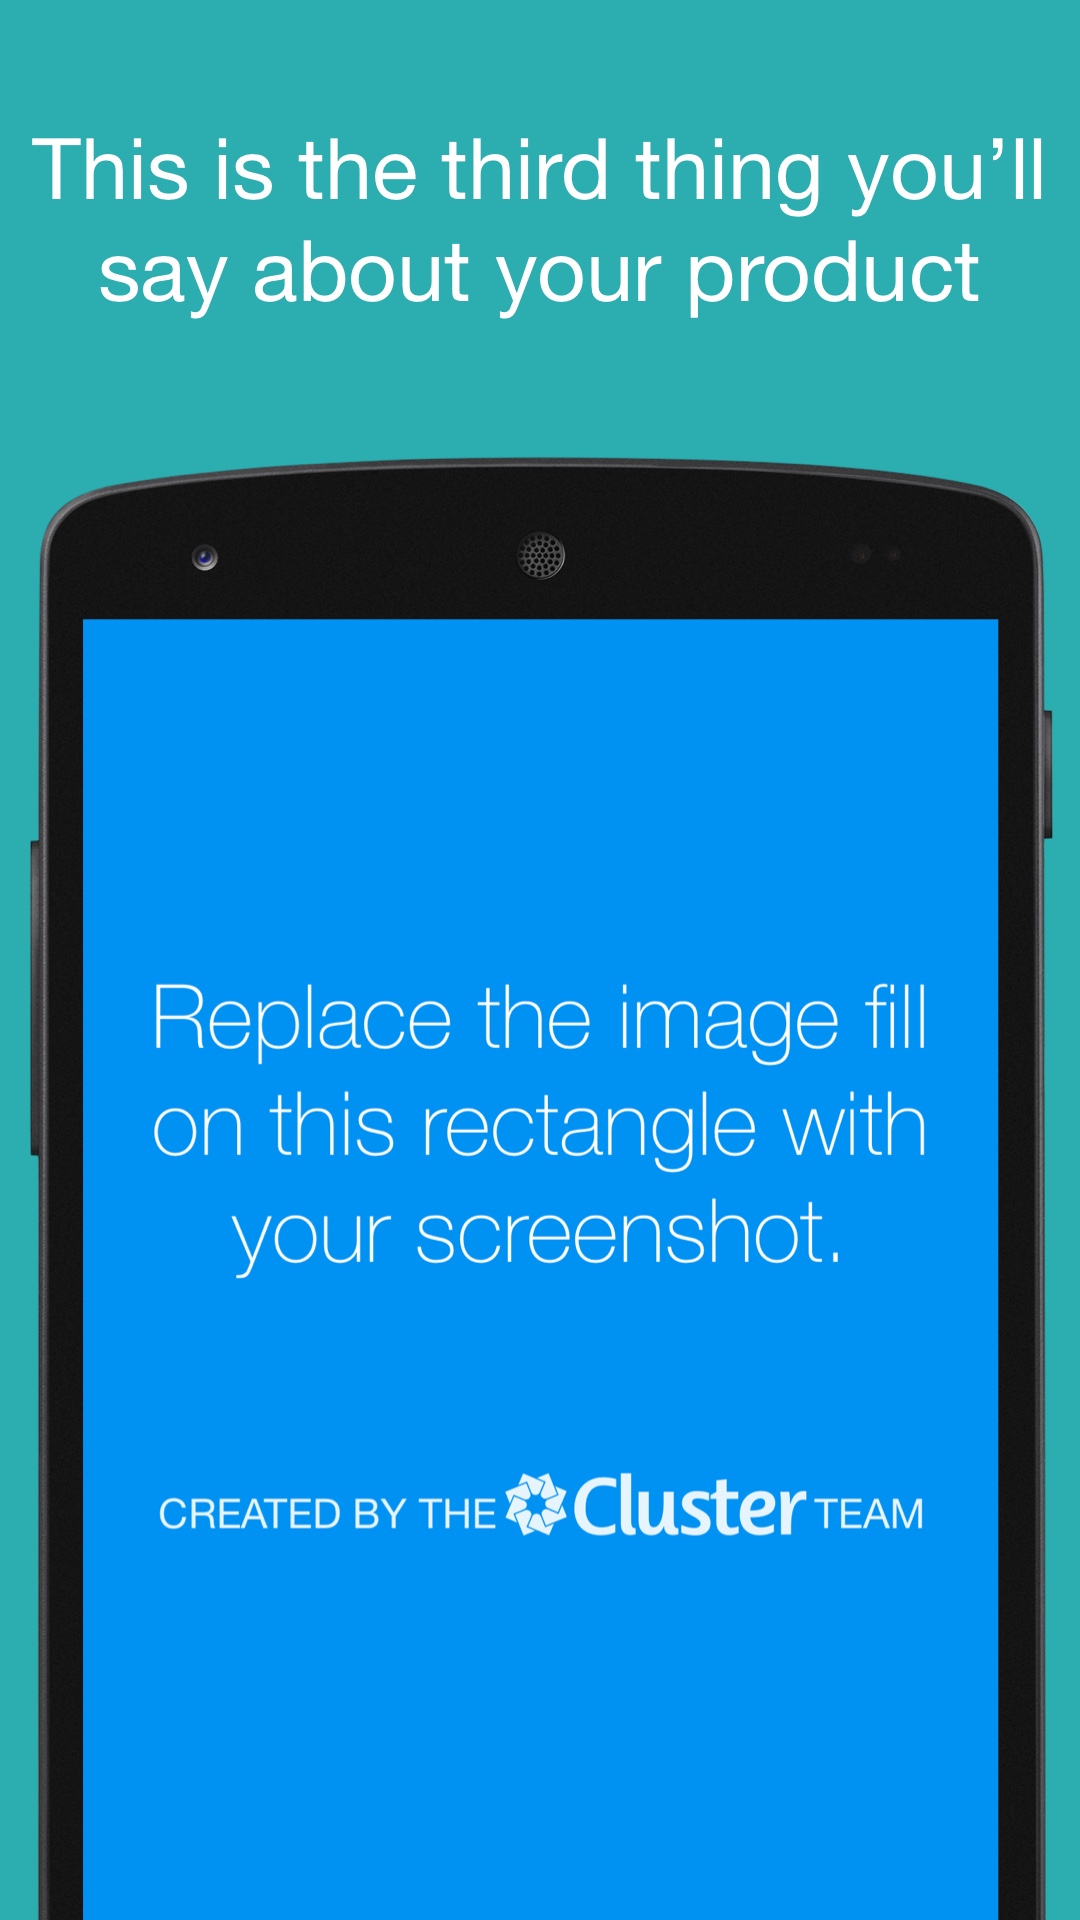 This is the third thing you’ll
say about your product
Replace the image fill
on this rectangle with
your screenshot.
CREATED BY THE Cluster TEAM